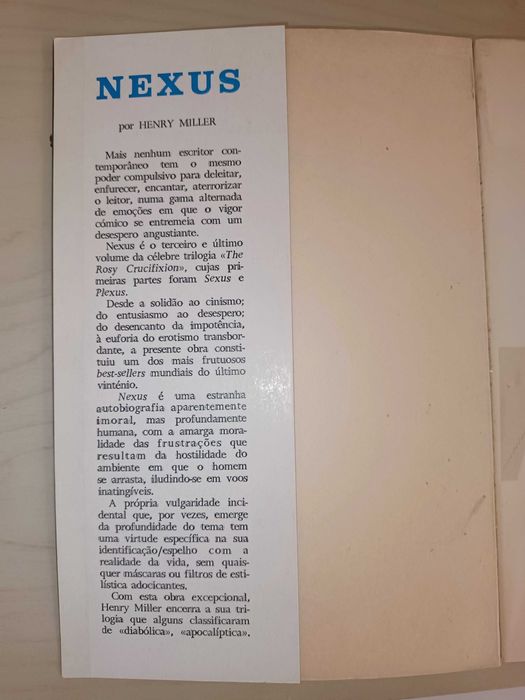 NEXUS
por HENRY MILLER
Mais nenhum escritor con-
temporâneo tem o mesmo
poder compulsivo para deleitar,
enfurecer, encantar, aterrorizar
o leitor, numa gama alternada
de emoções em que o vigor
cómico se entremeia com um
desespero angustiante.
Nexus é o terceiro e último
volume da célebre trilogia «The
Rosy Crucifixion», cujas pri-
meiras partes foram Sexus e
Plexus.
Desde a solidão ao cinismo;
do entusiasmo ao desespero;
do desencanto da impotência,
à euforia do erotismo transbor-
dante, a presente obra consti-
tuiu um dos mais frutuosos
best-sellers mundiais do último
vinténio.
Nexus é uma estranha
autobiografia aparentemente
imoral, mas profundamente
humana, com a amarga mora-
lidade das frustrações que
resultam da hostilidade do
ambiente em que o homem
se arrasta, iludindo-se em voos
inatingíveis.
A própria vulgaridade inci-
dental que, por vezes, emerge
da profundidade do tema tem
uma virtude específica na sua
identificação/espelho com a
realidade da vida, sem quais-
quer máscaras ou filtros de esti-
lística adocicantes.
Com esta obra excepcional,
Henry Miller encerra a sua tri-
logia que alguns classificaram
de «diabólica», «apocalíptica».